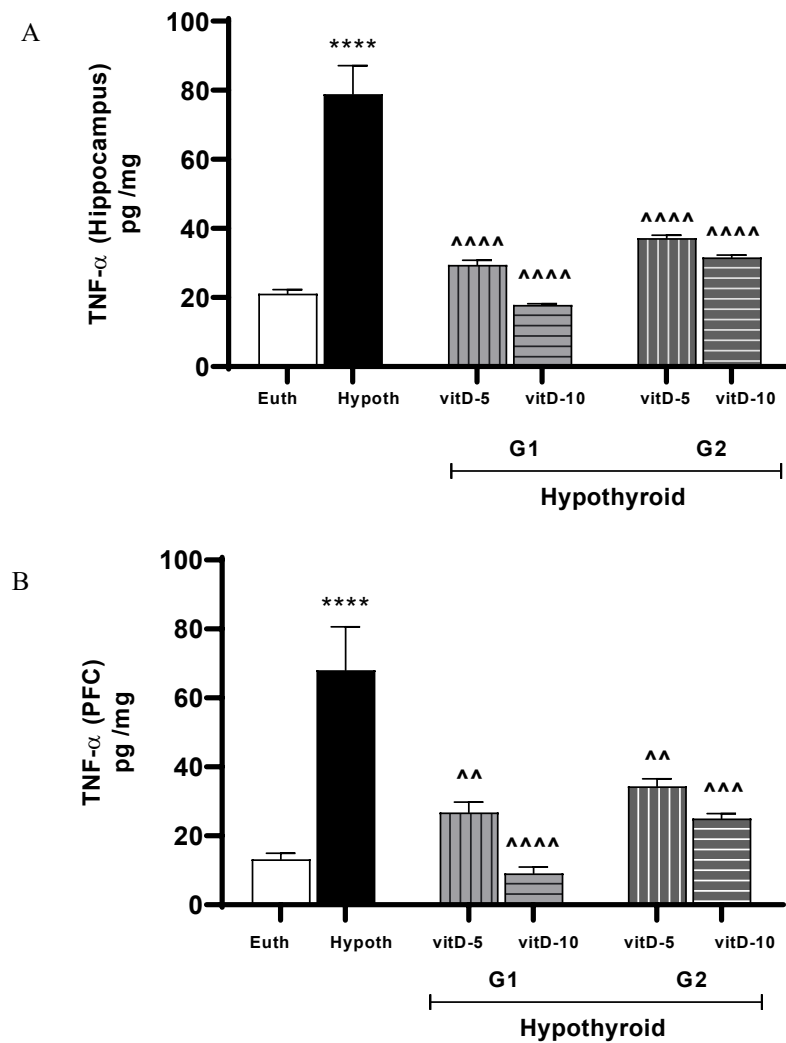 A
TNF-α (Hippocampus)
pg /mg
100
80
60
40
20
0
****
^^^^
^^^^
^^^^
^^^^
Euth Hypoth vitD-5 vitD-10 vitD-5 vitD-10
G1 G2
Hypothyroid
B
TNF-α (PFC)
pg /mg
100
80
60
40
20
0
****
^^
^^^^
^^
^^^
Euth Hypoth vitD-5 vitD-10 vitD-5 vitD-10
G1 G2
Hypothyroid